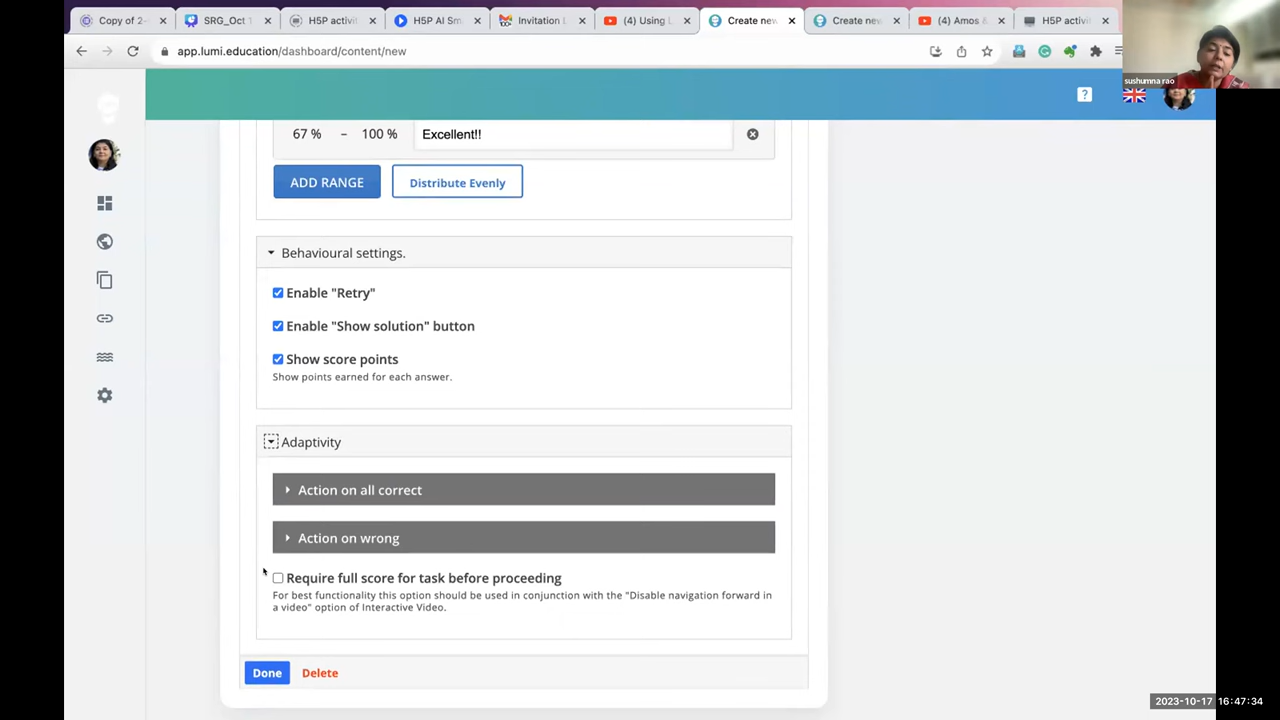 Copy of 2-
SRG_Oct 1
H5P activit
H5P AI Sm
Invitation L
(4) Using L
Create new
Create new
(4) Amos &
H5P activit
app.lumi.education/dashboard/content/new
sushumna rao
?
67 % – 100 % Excellent!!
ADD RANGE Distribute Evenly
Behavioural settings.
Enable "Retry"
Enable "Show solution" button
Show score points
Show points earned for each answer.
Adaptivity
Action on all correct
Action on wrong
Require full score for task before proceeding
For best functionality this option should be used in conjunction with the "Disable navigation forward in
a video" option of Interactive Video.
Done Delete
2023-10-17 16:47:34